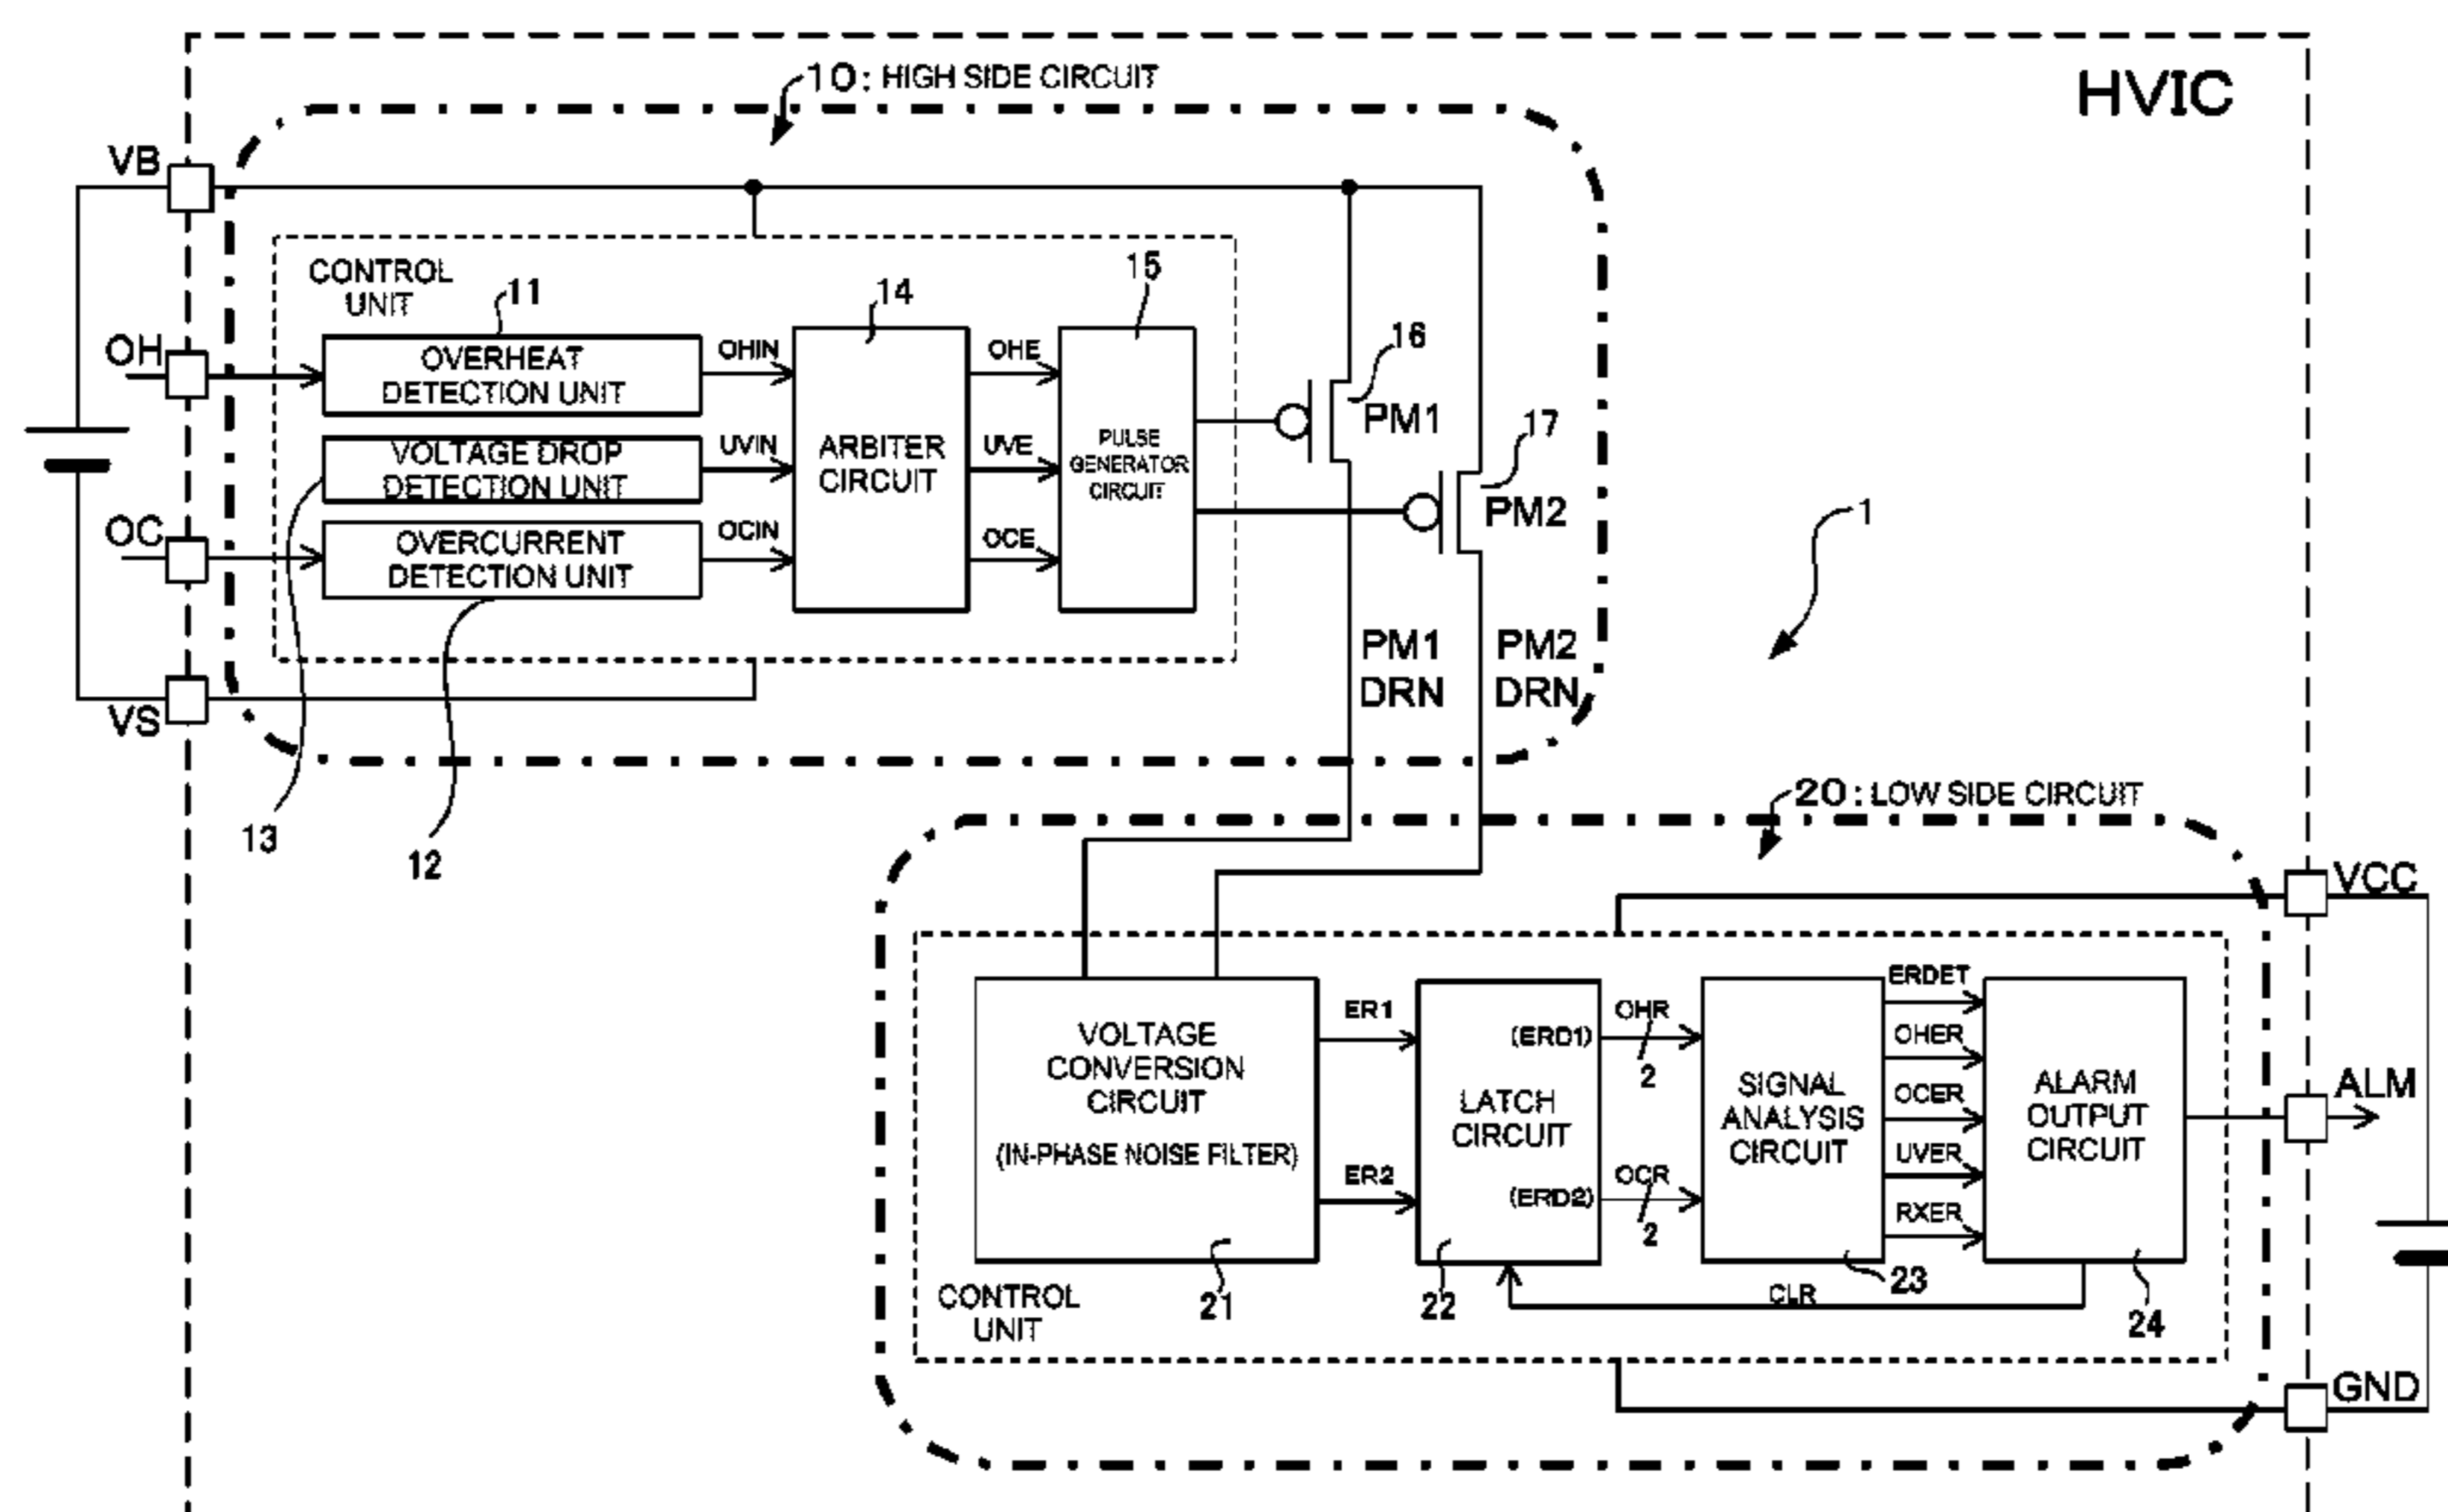 10: HIGH SIDE CIRCUIT
HVIC
VB
CONTROL
UNIT
11
14
15
OH
OVERHEAT
DETECTION UNIT
OHIN
OHE
16
PM1
17
VOLTAGE DROP
DETECTION UNIT
UVIN
ARBITER
CIRCUIT
UVE
PULSE
GENERATOR
CIRCUIT
PM2
1
OC
OVERCURRENT
DETECTION UNIT
OCIN
OCE
PM1
DRN
PM2
DRN
VS
13
12
20: LOW SIDE CIRCUIT
VCC
VOLTAGE
CONVERSION
CIRCUIT
(IN-PHASE NOISE FILTER)
21
ER1
ER2
(ERD1)
LATCH
CIRCUIT
(ERD2)
22
OHR
2
OCR
2
SIGNAL
ANALYSIS
CIRCUIT
23
ERDET
OHER
OCER
UVER
RXER
ALARM
OUTPUT
CIRCUIT
24
ALM
CLR
CONTROL
UNIT
GND